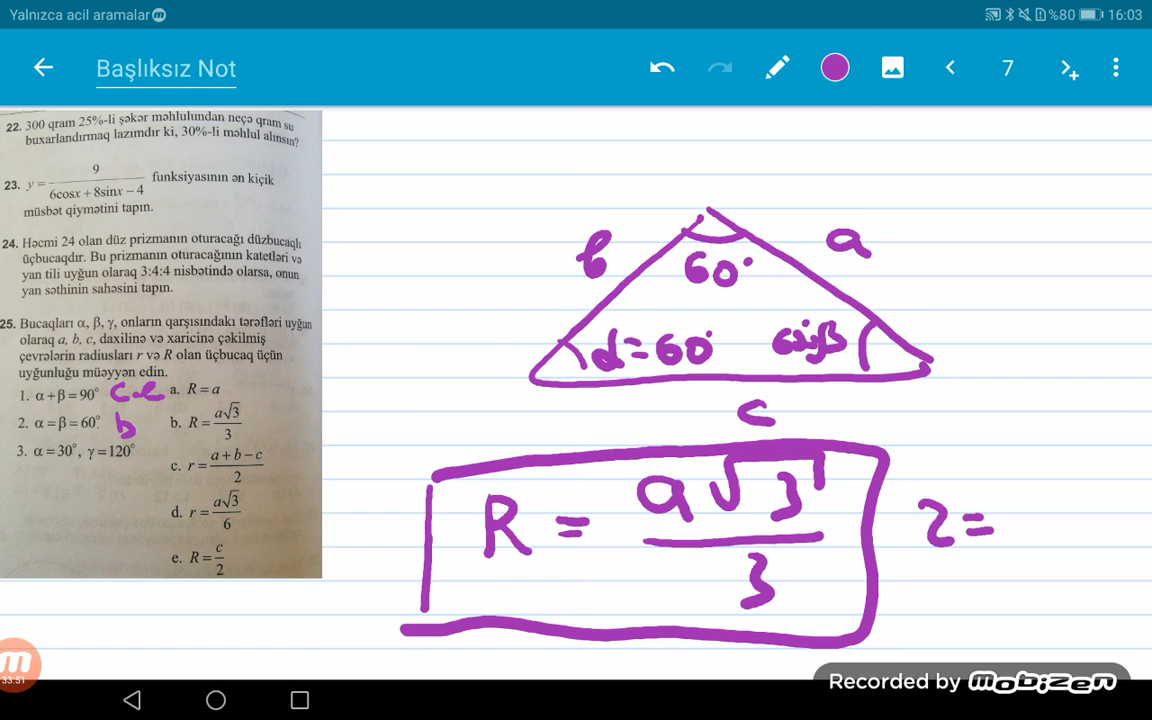 Yalnızca acil aramalar
%80 16:03
Başlıksız Not
7
22. 300 qram 25%-li şəkər məhlulundan neçə qram su
buxarlandırmaq lazımdır ki, 30%-li məhlul alınsın?
23. y = 9 / (6cosx + 8sinx − 4) funksiyasının ən kiçik
müsbət qiymətini tapın.
24. Həcmi 24 olan düz prizmanın oturacağı düzbucaqlı
üçbucaqdır. Bu prizmanın oturacağının katetləri və
yan tili uyğun olaraq 3:4:4 nisbətində olarsa, onun
yan səthinin sahəsini tapın.
25. Bucaqları α, β, γ, onların qarşısındakı tərəfləri uyğun
olaraq a, b, c, daxilinə və xaricinə çəkilmiş
çevrələrin radiusları r və R olan üçbucaq üçün
uyğunluğu müəyyən edin.
1. α+β=90° c-e a. R=a
2. α=β=60° b b. R= a√3 / 3
3. α=30°, γ=120°
c. r= (a+b−c) / 2
d. r= a√3 / 6
e. R= c / 2
b
a
60°
α=60°
c
R = a√3 / 3
r=
33:51
Recorded by mobizen